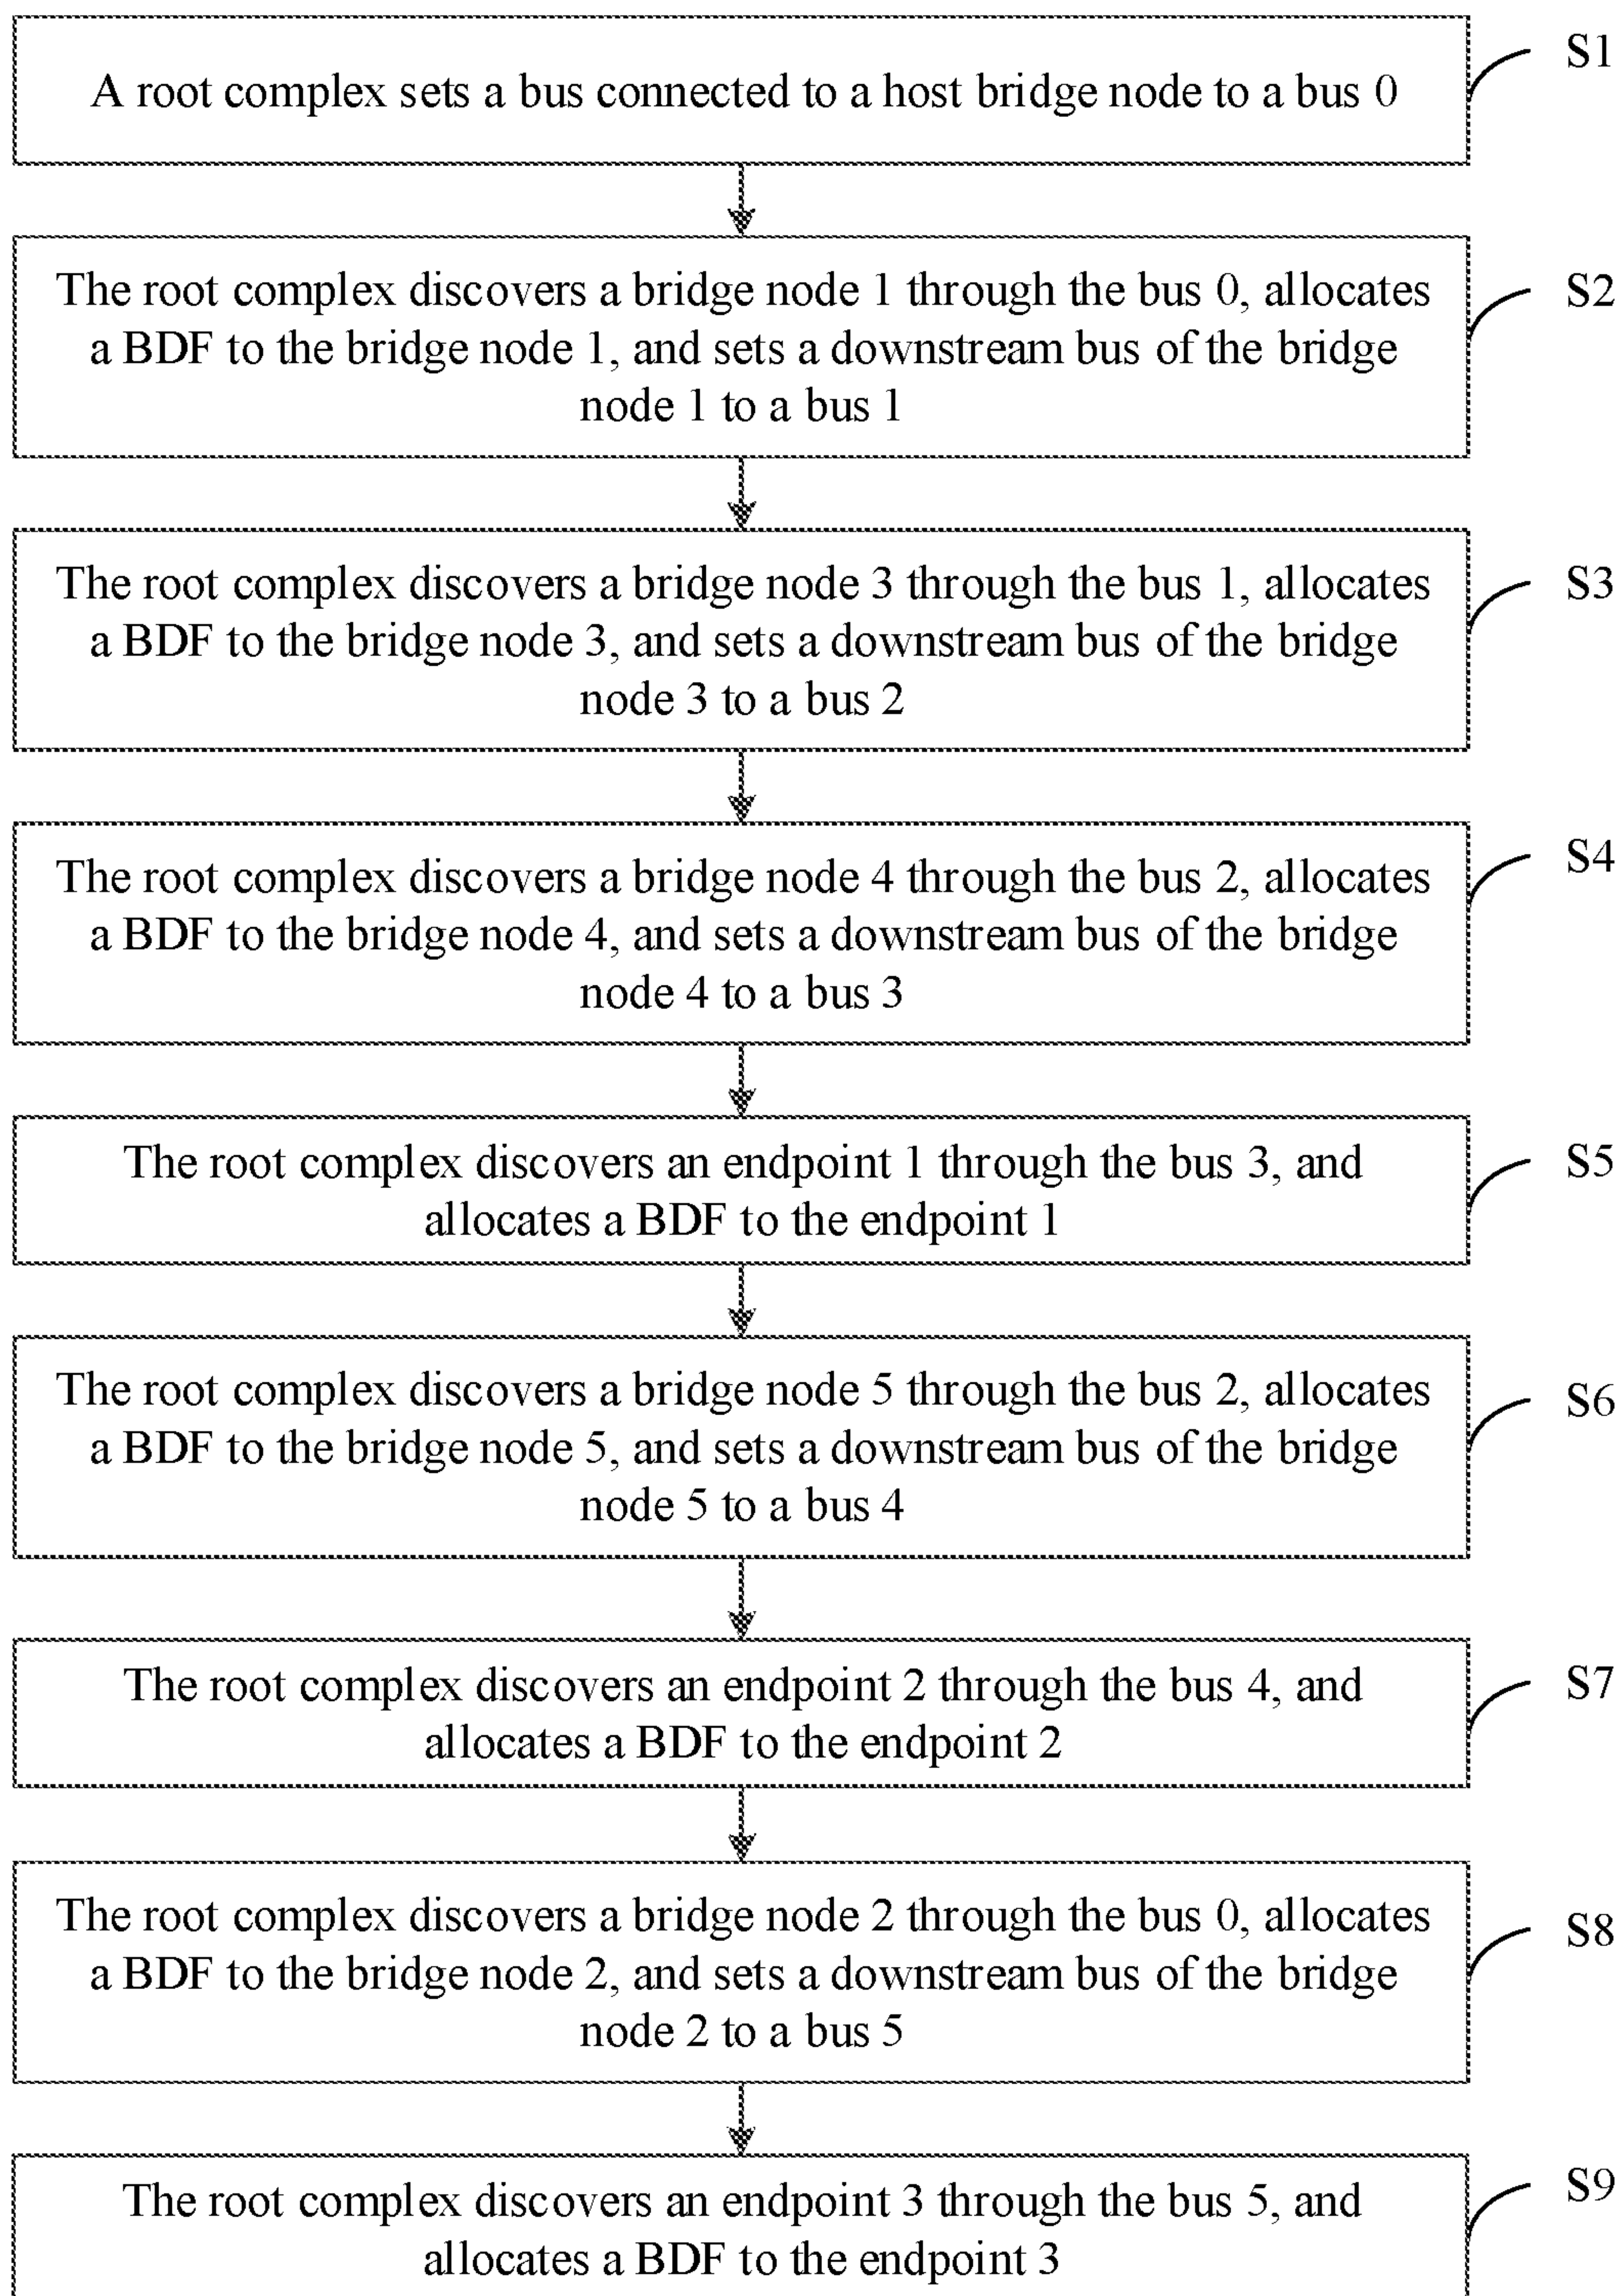 A root complex sets a bus connected to a host bridge node to a bus 0
S1
The root complex discovers a bridge node 1 through the bus 0, allocates
a BDF to the bridge node 1, and sets a downstream bus of the bridge
node 1 to a bus 1
S2
The root complex discovers a bridge node 3 through the bus 1, allocates
a BDF to the bridge node 3, and sets a downstream bus of the bridge
node 3 to a bus 2
S3
The root complex discovers a bridge node 4 through the bus 2, allocates
a BDF to the bridge node 4, and sets a downstream bus of the bridge
node 4 to a bus 3
S4
The root complex discovers an endpoint 1 through the bus 3, and
allocates a BDF to the endpoint 1
S5
The root complex discovers a bridge node 5 through the bus 2, allocates
a BDF to the bridge node 5, and sets a downstream bus of the bridge
node 5 to a bus 4
S6
The root complex discovers an endpoint 2 through the bus 4, and
allocates a BDF to the endpoint 2
S7
The root complex discovers a bridge node 2 through the bus 0, allocates
a BDF to the bridge node 2, and sets a downstream bus of the bridge
node 2 to a bus 5
S8
The root complex discovers an endpoint 3 through the bus 5, and
allocates a BDF to the endpoint 3
S9